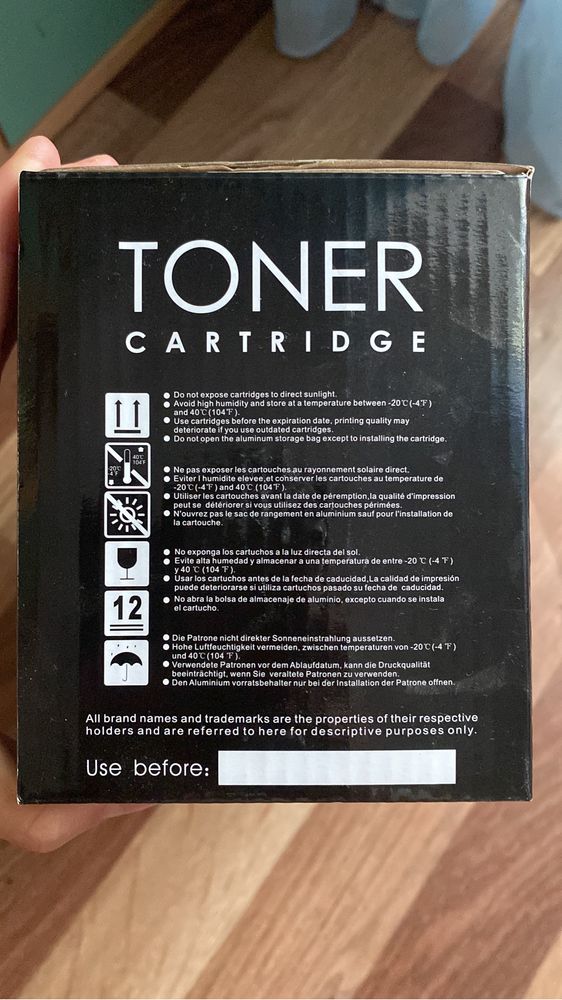 TONER
CARTRIDGE
Do not expose cartridges to direct sunlight.
Avoid high humidity and store at a temperature between -20℃(-4℉)
and 40℃(104℉).
Use cartridges before the expiration date, printing quality may
deteriorate if you use outdated cartridges.
Do not open the aluminum storage bag except to installing the cartridge.
40℃
104℉
-20℃
-4℉
Ne pas exposer les cartouches au rayonnement solaire direct,
Eviter l humidite elevee,et conserver les cartouches au temperature de
-20℃(-4℉) and 40℃(104℉).
Utiliser les cartouches avant la date de péremption,la qualité d'impression
peut se détériorer si vous utilisez des cartouches périmées.
N'ouvrez pas le sac de rangement en aluminium sauf pour l'installation de
la cartouche.
No exponga los cartuchos a la luz directa del sol.
Evite alta humedad y almacenar a una temperatura de entre -20 ℃ (-4 ℉)
y 40 ℃ (104 ℉).
Usar los cartuchos antes de la fecha de caducidad,La calidad de impresión
puede deteriorarse si utiliza cartuchos pasado su fecha de caducidad.
No abra la bolsa de almacenaje de aluminio, excepto cuando se instala
el cartucho.
12
Die Patrone nicht direkter Sonneneinstrahlung aussetzen.
Hohe Luftfeuchtigkeit vermeiden, zwischen temperaturen von -20℃(-4 ℉)
und 40℃(104 ℉).
Verwendete Patronen vor dem Ablaufdatum, kann die Druckqualität
beeinträchtigt, wenn Sie veraltete Patronen zu verwenden.
Den Aluminium vorratsbehalter nur bei der Installation der Patrone offnen.
All brand names and trademarks are the properties of their respective
holders and are referred to here for descriptive purposes only.
Use before: